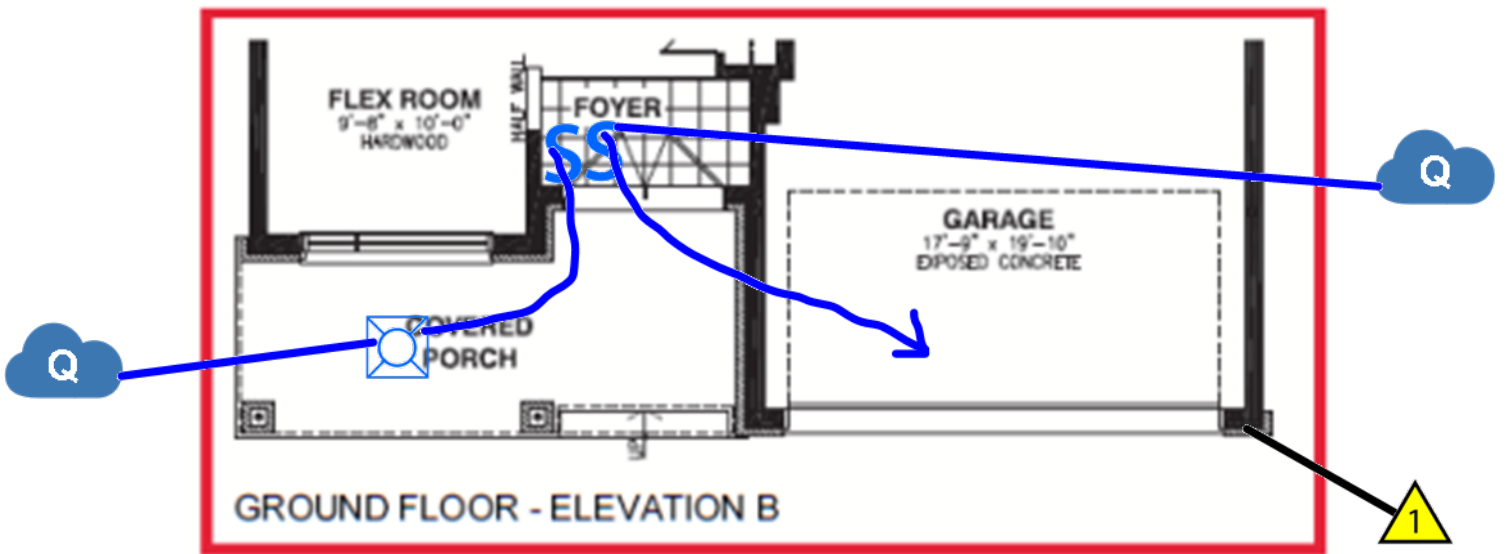 FLEX ROOM
9'-8" x 10'-0"
HARDWOOD
HALF WALL
FOYER
SS
Q
GARAGE
17'-9" x 19'-10"
EXPOSED CONCRETE
COVERED
PORCH
Q
UP
GROUND FLOOR - ELEVATION B
1